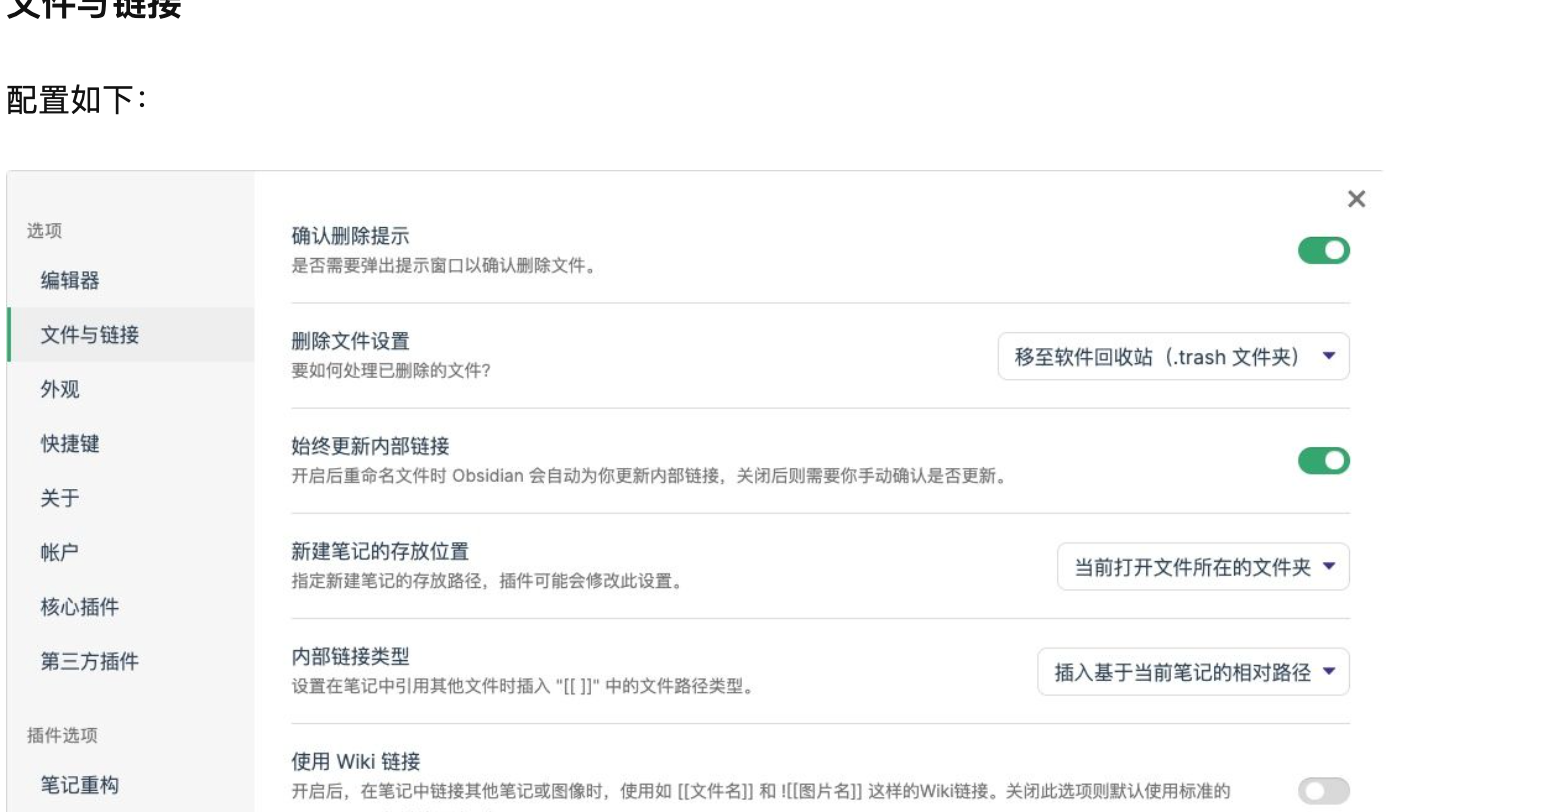 文件与链接
配置如下：
选项
编辑器
文件与链接
外观
快捷键
关于
帐户
核心插件
第三方插件
插件选项
笔记重构
确认删除提示
是否需要弹出提示窗口以确认删除文件。
删除文件设置
要如何处理已删除的文件?
移至软件回收站（.trash 文件夹）
始终更新内部链接
开启后重命名文件时 Obsidian 会自动为你更新内部链接，关闭后则需要你手动确认是否更新。
新建笔记的存放位置
指定新建笔记的存放路径，插件可能会修改此设置。
当前打开文件所在的文件夹
内部链接类型
设置在笔记中引用其他文件时插入 "[[ ]]" 中的文件路径类型。
插入基于当前笔记的相对路径
使用 Wiki 链接
开启后，在笔记中链接其他笔记或图像时，使用如 [[文件名]] 和 ![[图片名]] 这样的Wiki链接。关闭此选项则默认使用标准的